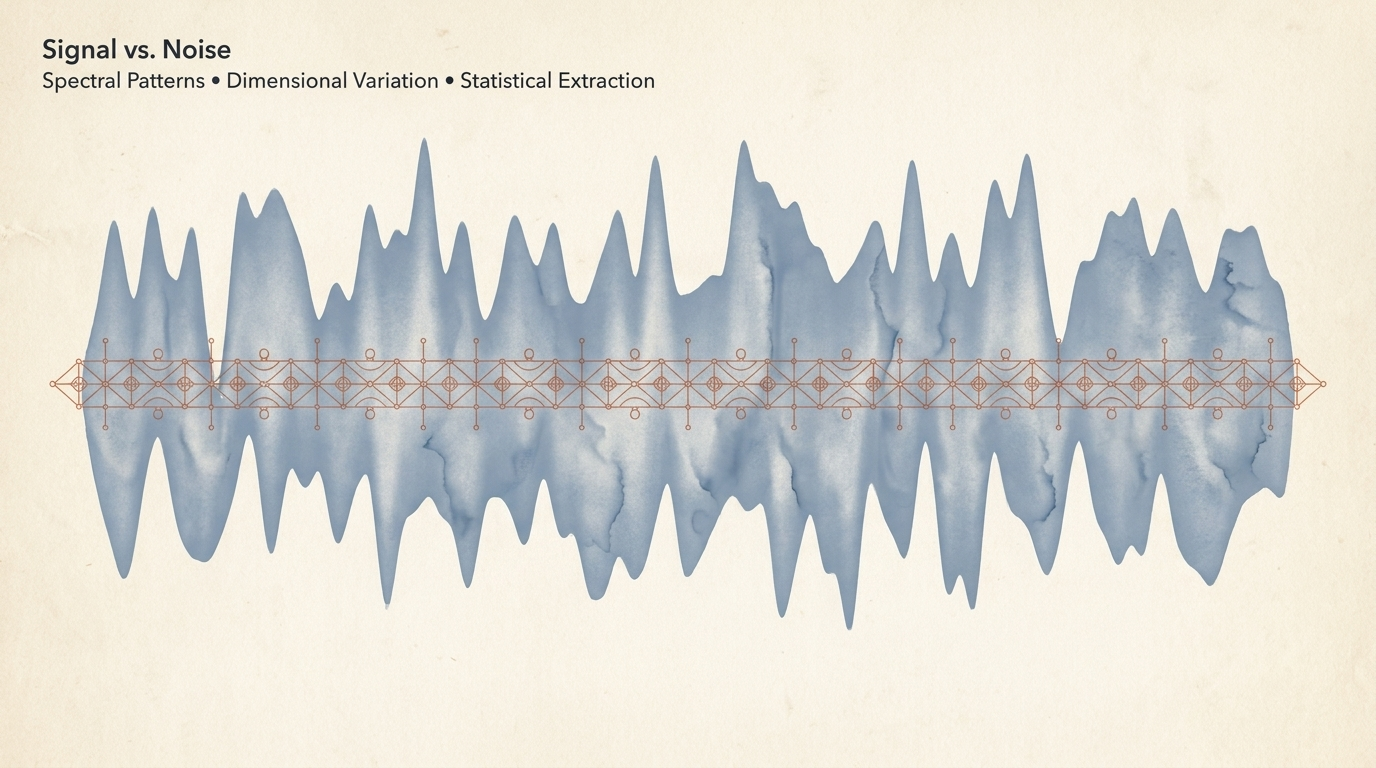 Signal vs. Noise
Spectral Patterns • Dimensional Variation • Statistical Extraction